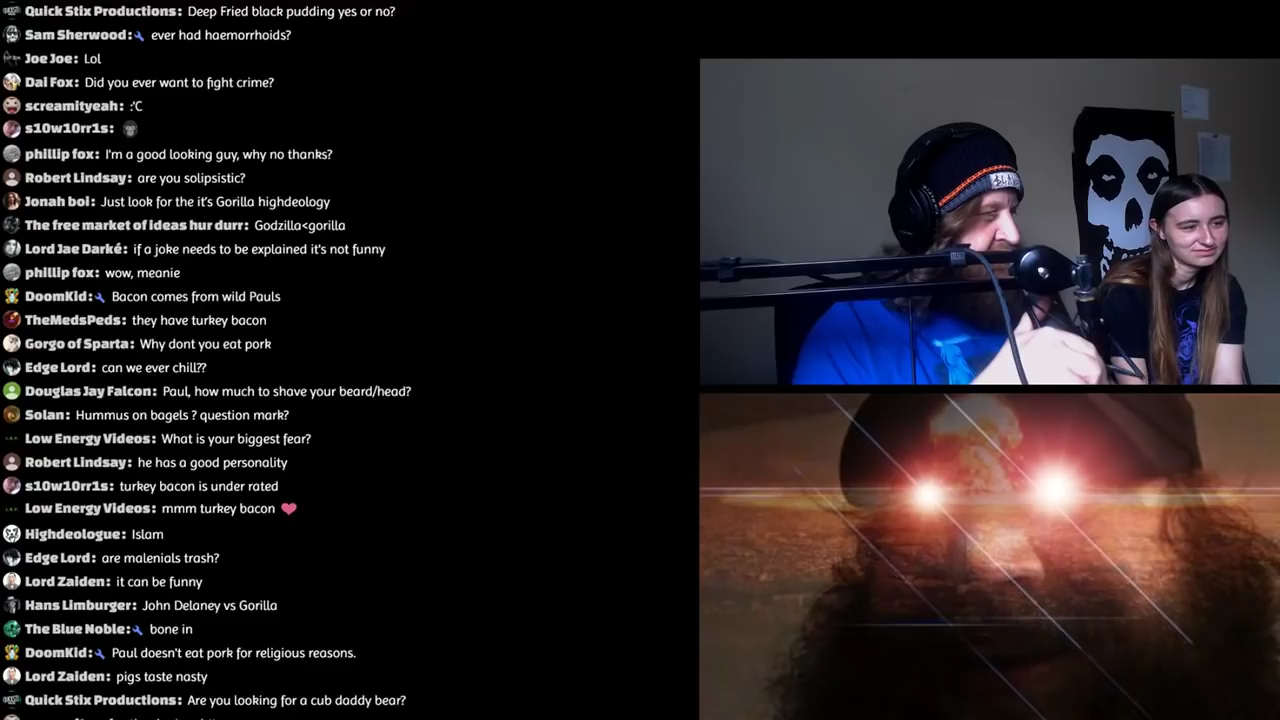 Quick Stix Productions: Deep Fried black pudding yes or no?
Sam Sherwood: ever had haemorrhoids?
Joe Joe: Lol
Dai Fox: Did you ever want to fight crime?
screamityeah: :'C
s10w10rr1s: 🦍
phillip fox: I'm a good looking guy, why no thanks?
Robert Lindsay: are you solipsistic?
Jonah boi: Just look for the it's Gorilla highdeology
The free market of ideas hur durr: Godzilla<gorilla
Lord Jae Darké: if a joke needs to be explained it's not funny
phillip fox: wow, meanie
DoomKid: Bacon comes from wild Pauls
TheMedsPeds: they have turkey bacon
Gorgo of Sparta: Why dont you eat pork
Edge Lord: can we ever chill??
Douglas Jay Falcon: Paul, how much to shave your beard/head?
Solan: Hummus on bagels ? question mark?
Low Energy Videos: What is your biggest fear?
Robert Lindsay: he has a good personality
s10w10rr1s: turkey bacon is under rated
Low Energy Videos: mmm turkey bacon ❤
Highdeologue: Islam
Edge Lord: are malenials trash?
Lord Zaiden: it can be funny
Hans Limburger: John Delaney vs Gorilla
The Blue Noble: bone in
DoomKid: Paul doesn't eat pork for religious reasons.
Lord Zaiden: pigs taste nasty
Quick Stix Productions: Are you looking for a cub daddy bear?